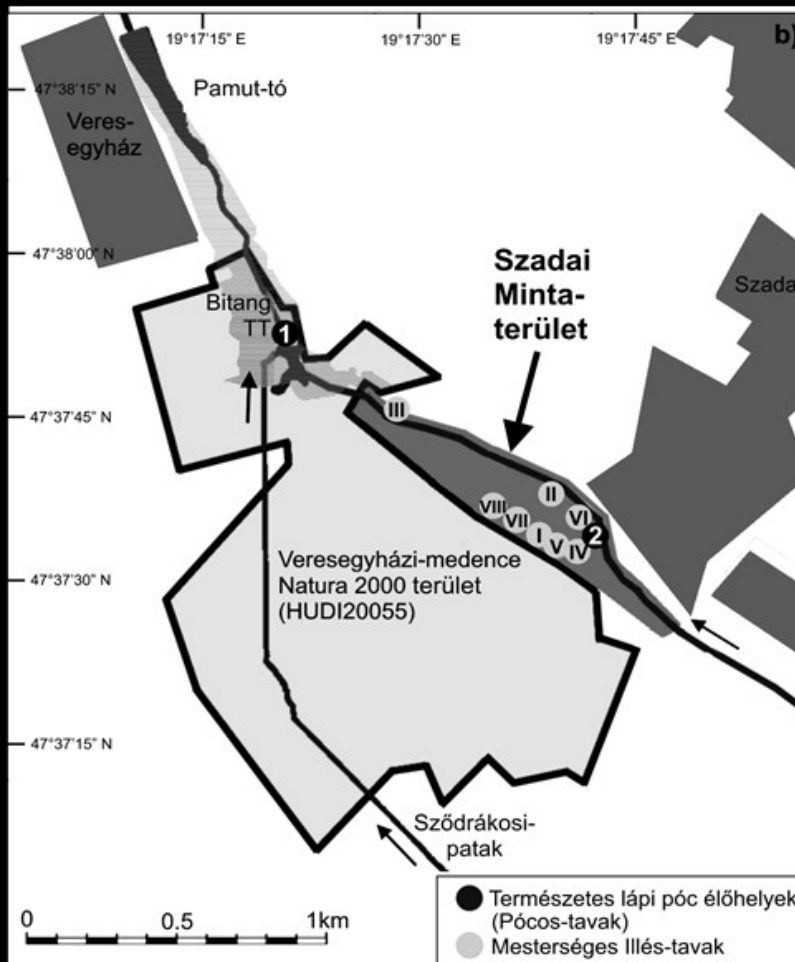 19°17'15" E
19°17'30" E
19°17'45" E
b)
47°38'15" N
Pamut-tó
Veres-
egyház
47°38'00" N
Szadai
Minta-
terület
Szada
Bitang
TT
1
47°37'45" N
III
II
VIII
VII
VI
I
V
IV
2
47°37'30" N
Veresegyházi-medence
Natura 2000 terület
(HUDI20055)
47°37'15" N
Sződrákosi-
patak
0 0.5 1km
Természetes lápi póc élőhelyek
(Pócos-tavak)
Mesterséges Illés-tavak